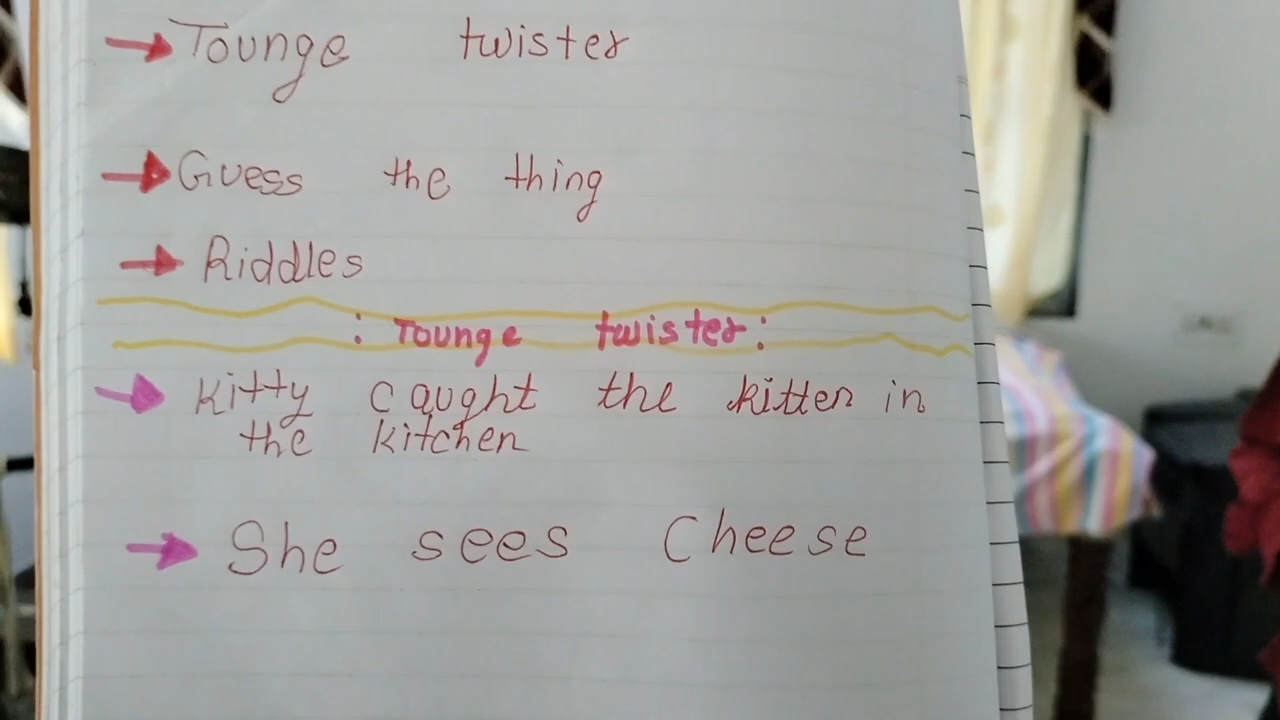 → Tounge twister
→ Guess the thing
→ Riddles
: Tounge twister:
→ Kitty caught the kitten in
the kitchen
→ She sees Cheese